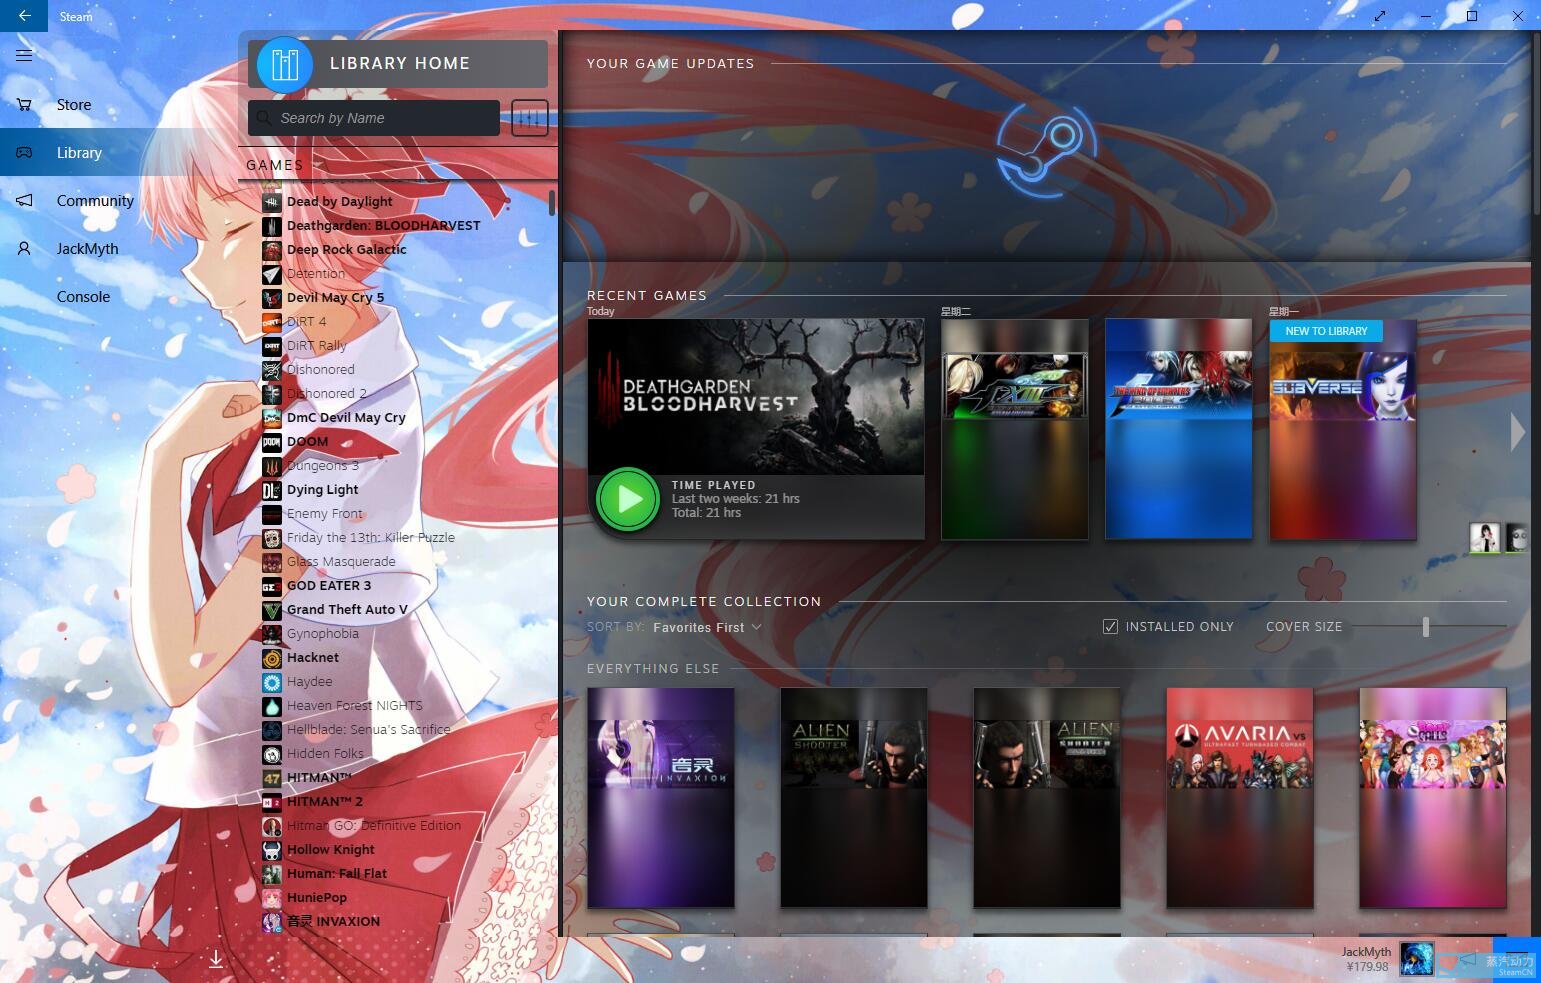 Steam
Store
Library
Community
JackMyth
Console
LIBRARY HOME
Search by Name
GAMES
Dead by Daylight
Deathgarden: BLOODHARVEST
Deep Rock Galactic
Detention
Devil May Cry 5
DiRT 4
DiRT Rally
Dishonored
Dishonored 2
DmC Devil May Cry
DOOM
Dungeons 3
Dying Light
Enemy Front
Friday the 13th: Killer Puzzle
Glass Masquerade
GOD EATER 3
Grand Theft Auto V
Gynophobia
Hacknet
Haydee
Heaven Forest NIGHTS
Hellblade: Senua's Sacrifice
Hidden Folks
HITMAN™
HITMAN™ 2
Hitman GO: Definitive Edition
Hollow Knight
Human: Fall Flat
HuniePop
音灵 INVAXION
YOUR GAME UPDATES
RECENT GAMES
Today
星期二
星期一
NEW TO LIBRARY
DEATHGARDEN
BLOODHARVEST
XIII
SUBVERSE
TIME PLAYED
Last two weeks: 21 hrs
Total: 21 hrs
YOUR COMPLETE COLLECTION
SORT BY: Favorites First
INSTALLED ONLY
COVER SIZE
EVERYTHING ELSE
音灵
INVAXION
ALIEN
SHOOTER
ALIEN
SHOOTER
AVARIA VS
ULTRAFAST TURNBASED COMBAT
CALLS
JackMyth
¥179.98
蒸汽动力
SteamCN